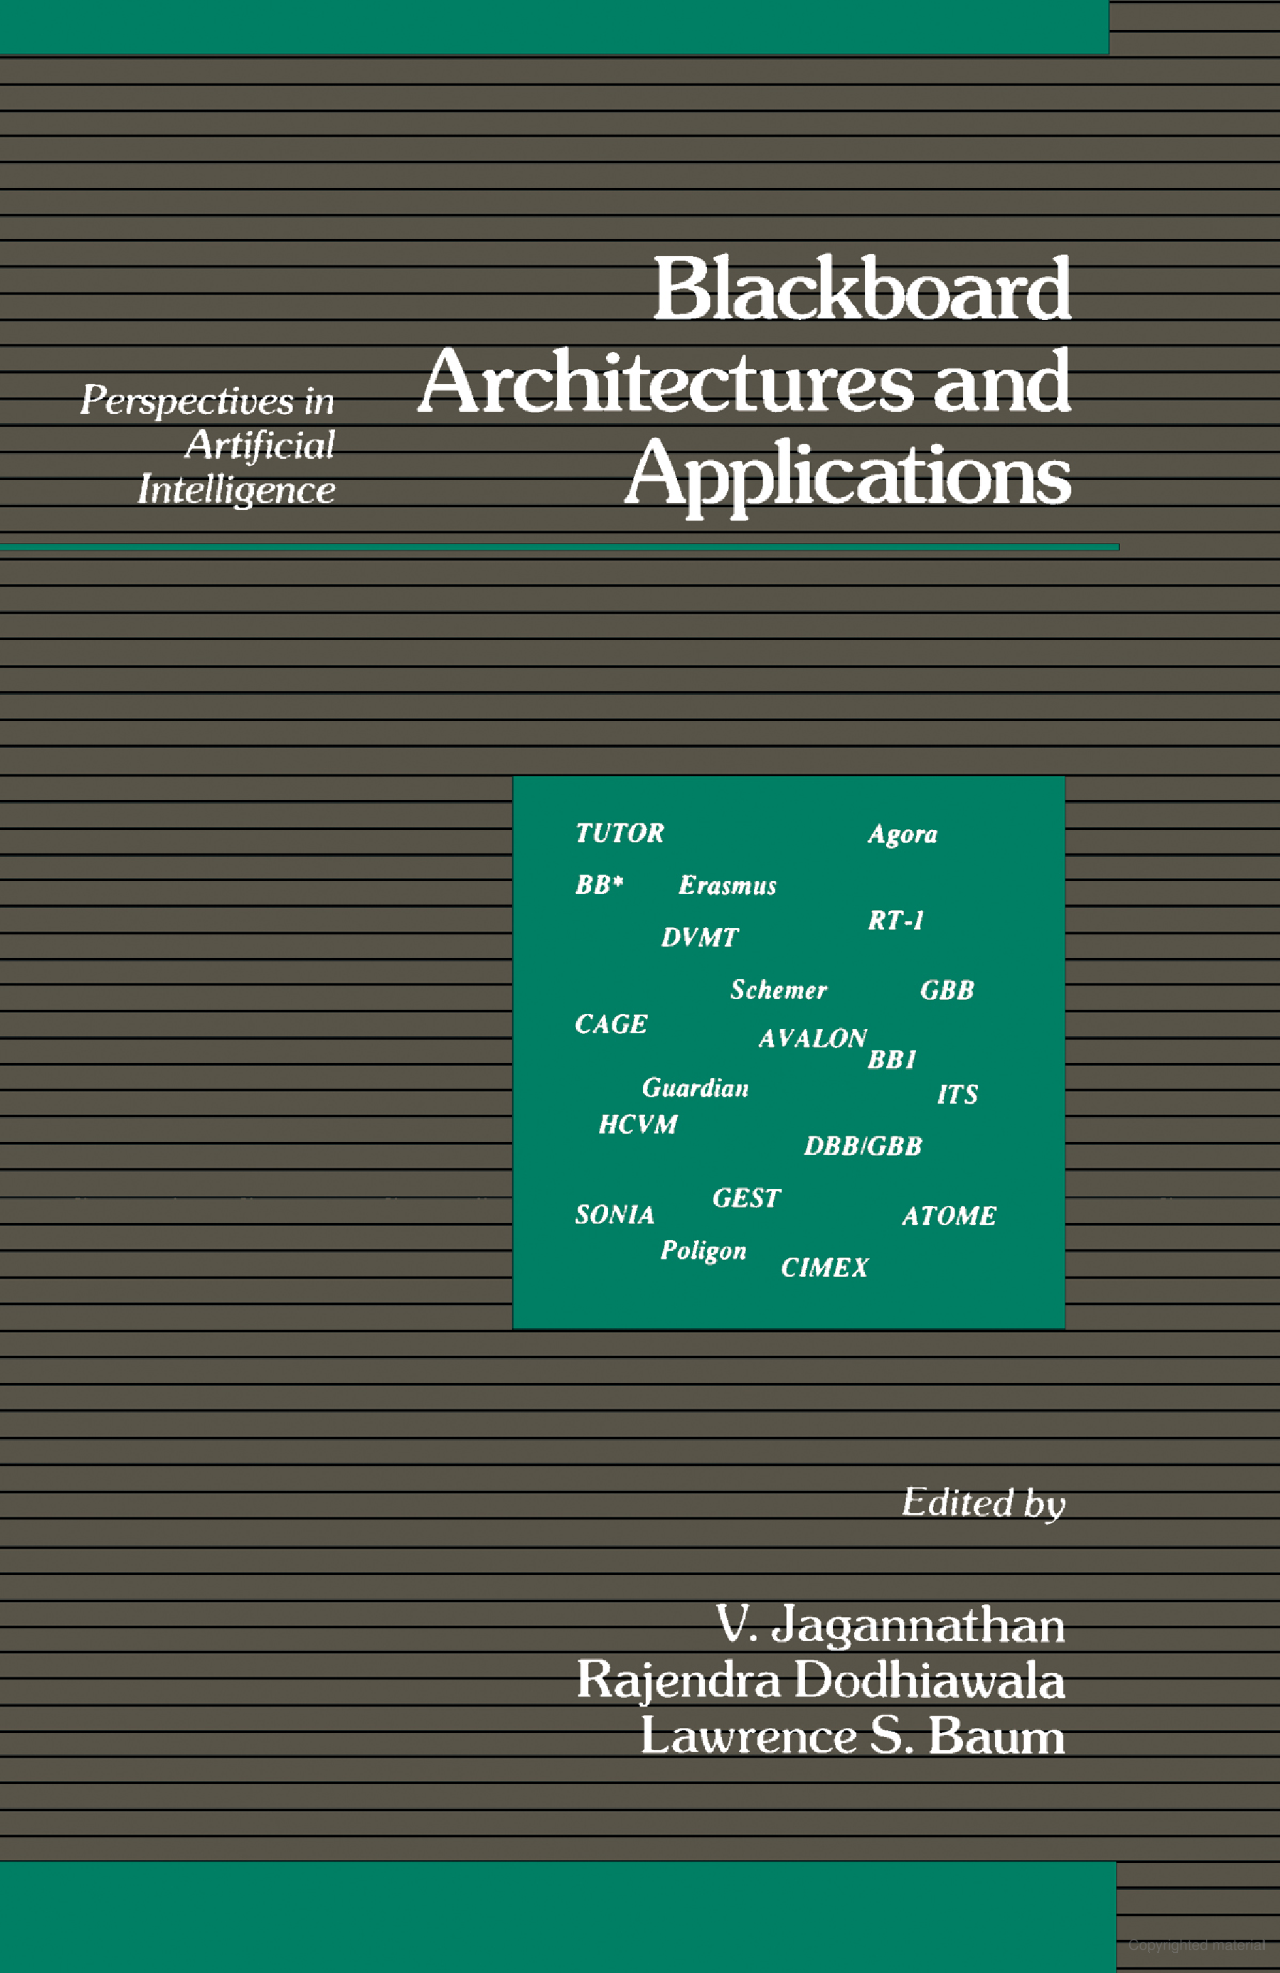 Blackboard
Architectures and
Applications
Perspectives in
Artificial
Intelligence
TUTOR
Agora
BB*
Erasmus
RT-1
DVMT
Schemer
GBB
CAGE
AVALON
BB1
Guardian
ITS
HCVM
DBB/GBB
GEST
SONIA
ATOME
Poligon
CIMEX
Edited by
V. Jagannathan
Rajendra Dodhiawala
Lawrence S. Baum
Copyrighted material